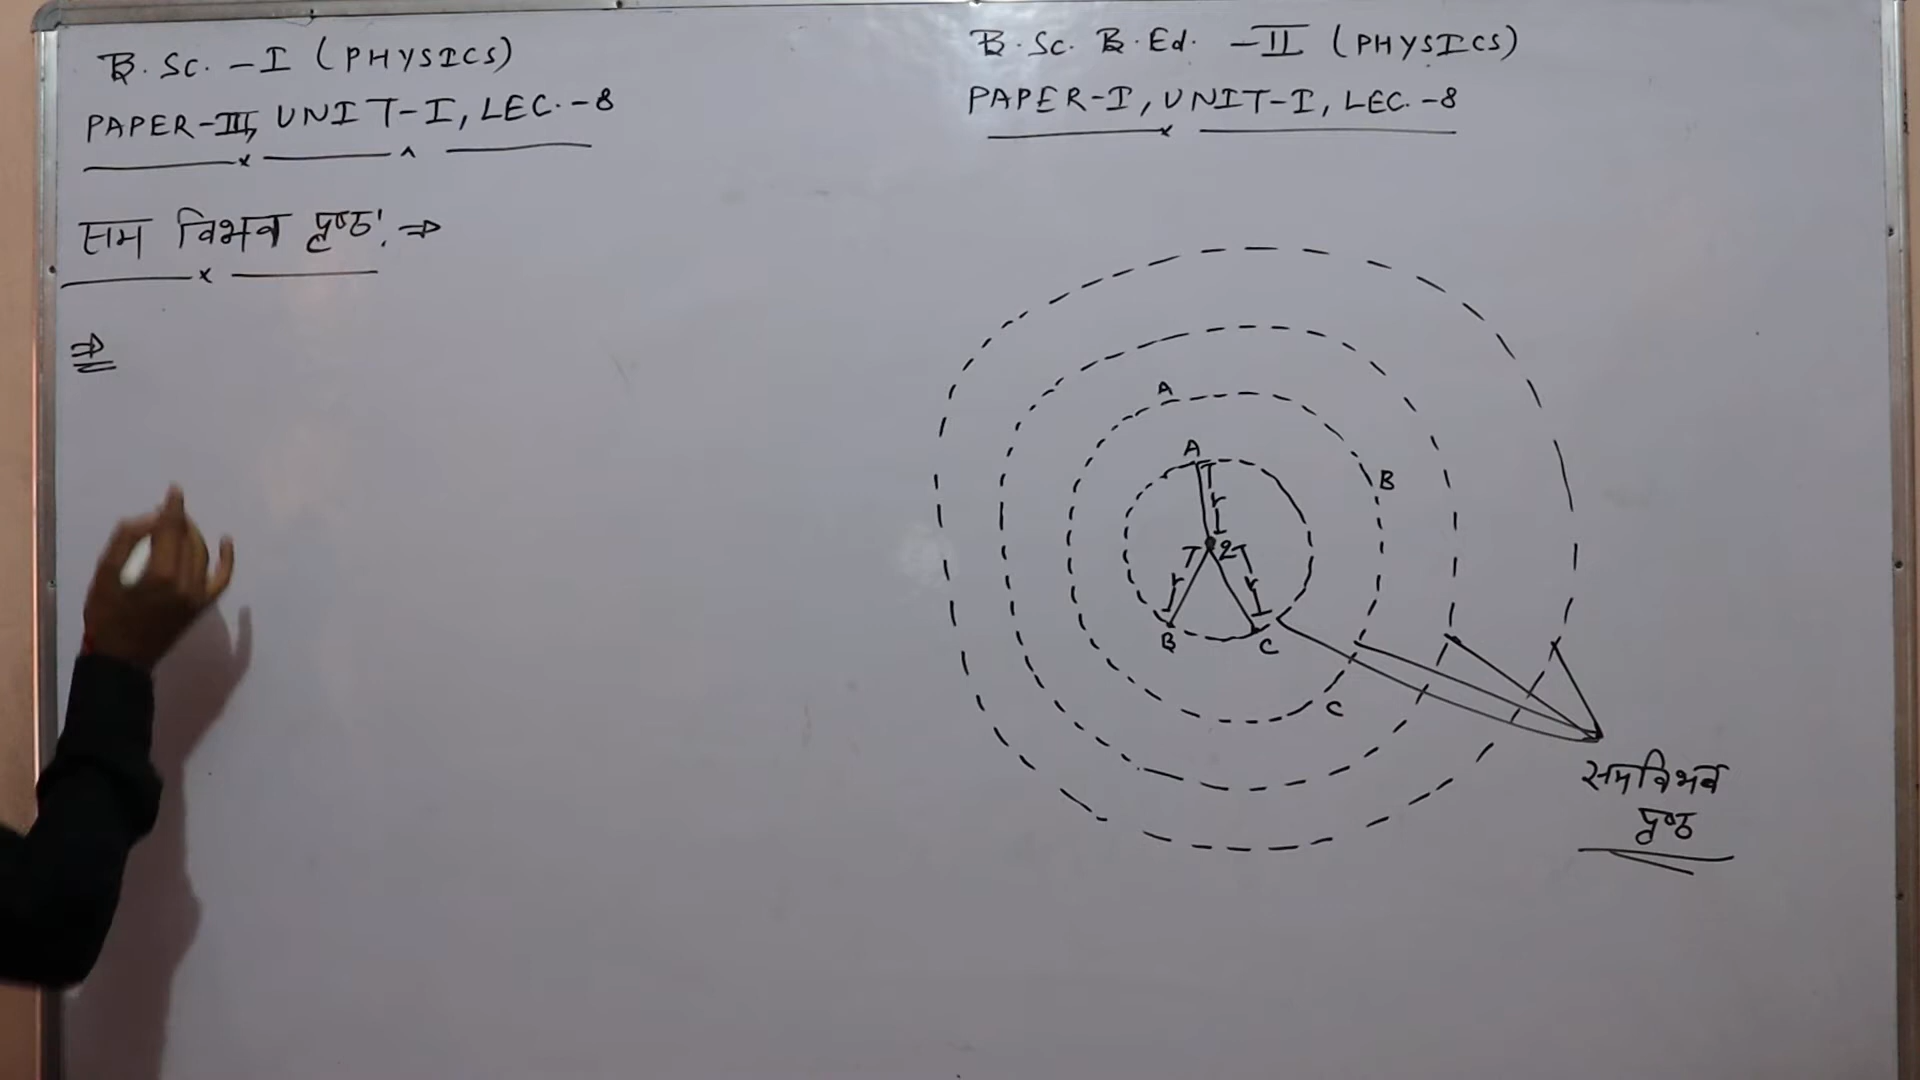 B.Sc. -I (PHYSICS)
PAPER-III, UNIT-I, LEC.-8
B.Sc. B.Ed. -II (PHYSICS)
PAPER-I, UNIT-I, LEC.-8
सम विभव पृष्ठ: ⇒
⇒
A
A
B
r
2
r
r
B
C
C
समविभव
पृष्ठ